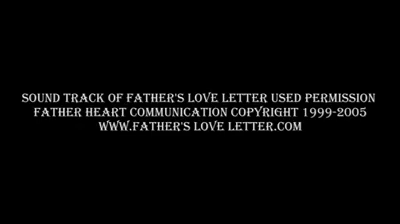 SOUND TRACK OF FATHER'S LOVE LETTER USED PERMISSION
FATHER HEART COMMUNICATION COPYRIGHT 1999-2005
WWW.FATHER'S LOVE LETTER.COM